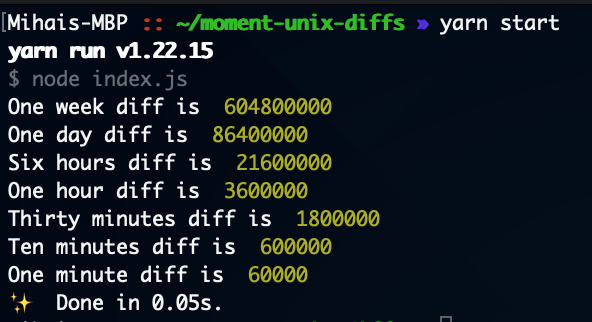 [Mihais-MBP :: ~/moment-unix-diffs » yarn start
yarn run v1.22.15
$ node index.js
One week diff is  604800000
One day diff is  86400000
Six hours diff is  21600000
One hour diff is  3600000
Thirty minutes diff is  1800000
Ten minutes diff is  600000
One minute diff is  60000
✨  Done in 0.05s.